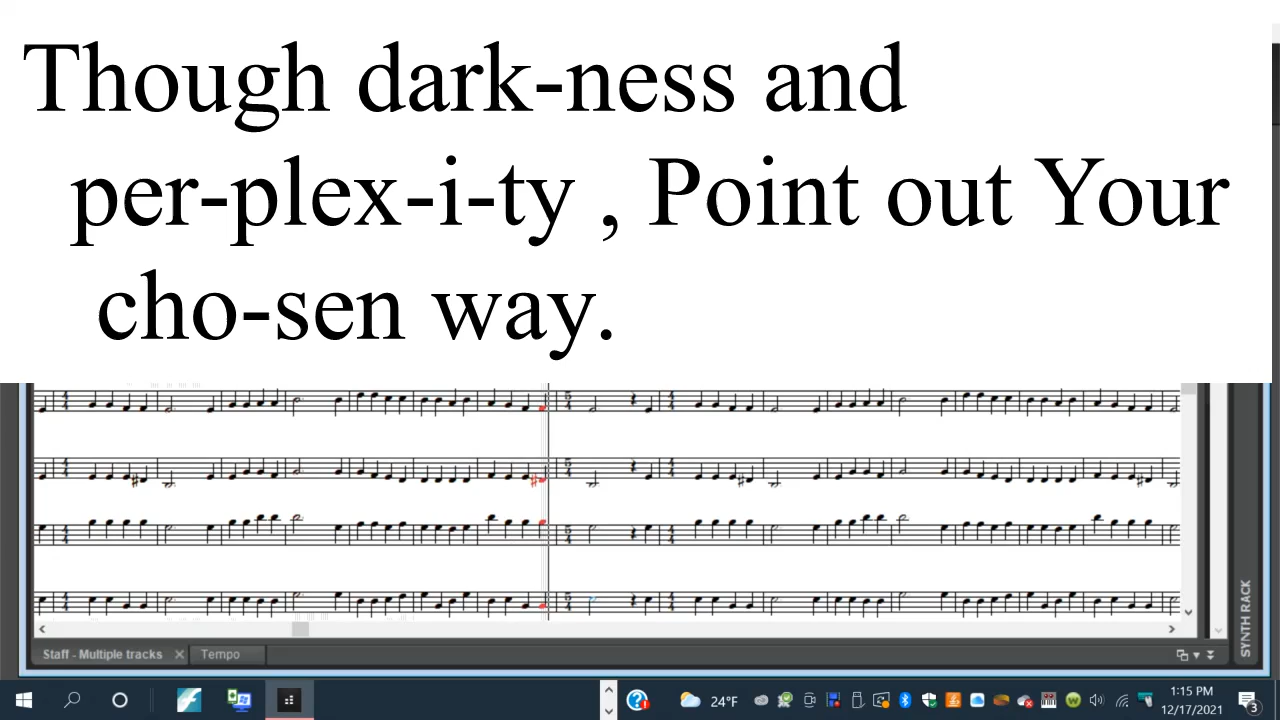 Though dark-ness and
per-plex-i-ty , Point out Your
cho-sen way.
SYNTH RACK
Staff - Multiple tracks
Tempo
24°F
1:15 PM
12/17/2021
3